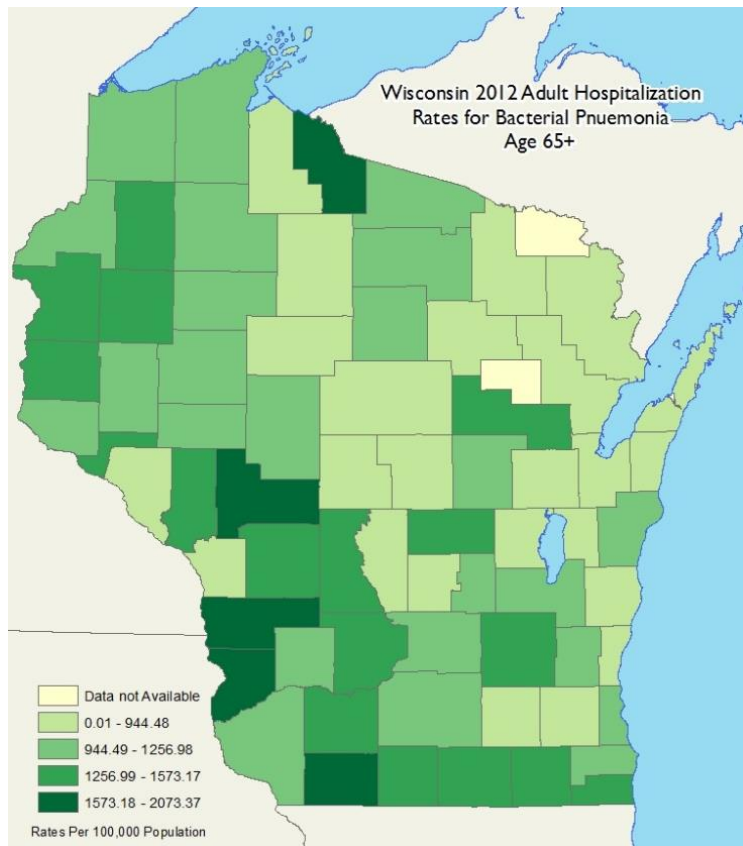 Wisconsin 2012 Adult Hospitalization
Rates for Bacterial Pnuemonia
Age 65+
Data not Available
0.01 - 944.48
944.49 - 1256.98
1256.99 - 1573.17
1573.18 - 2073.37
Rates Per 100,000 Population